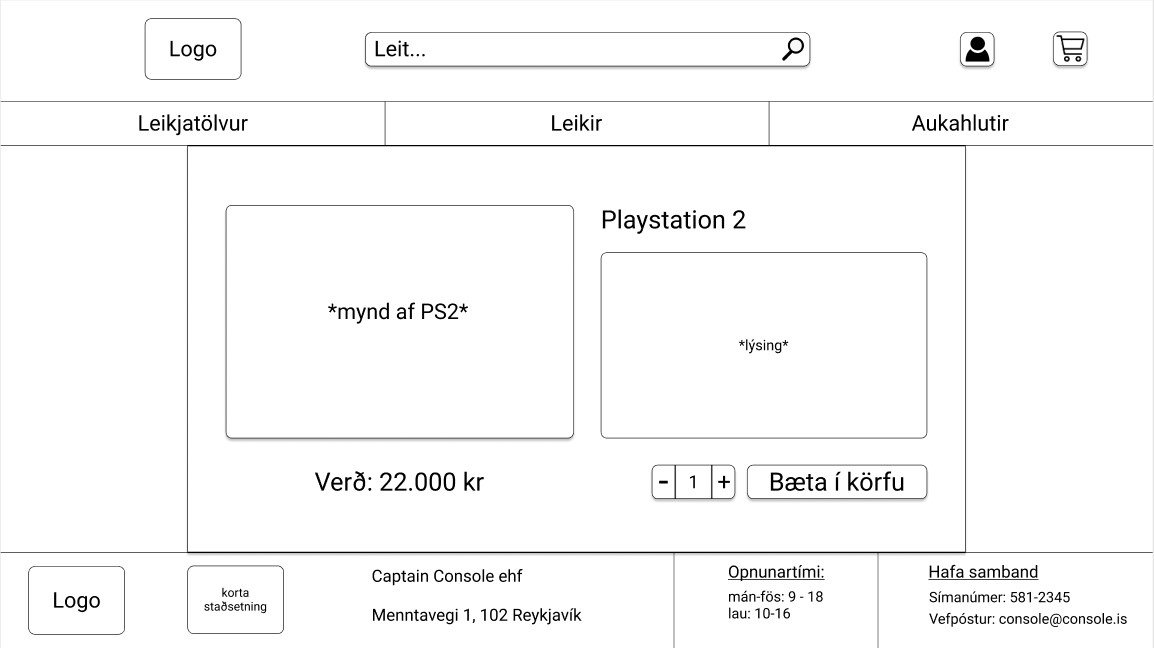 Logo
Leit...
Leikjatölvur
Leikir
Aukahlutir
*mynd af PS2*
Playstation 2
*lýsing*
Verð: 22.000 kr
- 1 +
Bæta í körfu
Logo
korta
staðsetning
Captain Console ehf
Menntavegi 1, 102 Reykjavík
Opnunartími:
mán-fös: 9 - 18
lau: 10-16
Hafa samband
Símanúmer: 581-2345
Vefpóstur: console@console.is